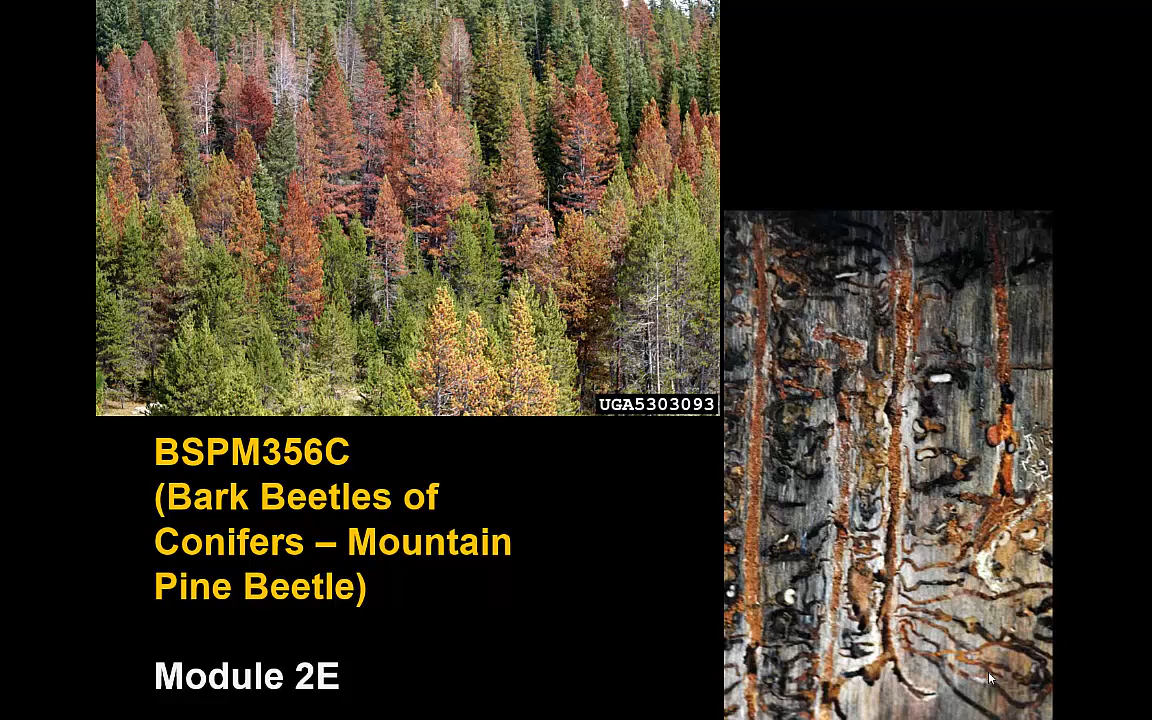 UGA5303093
BSPM356C
(Bark Beetles of
Conifers – Mountain
Pine Beetle)
Module 2E